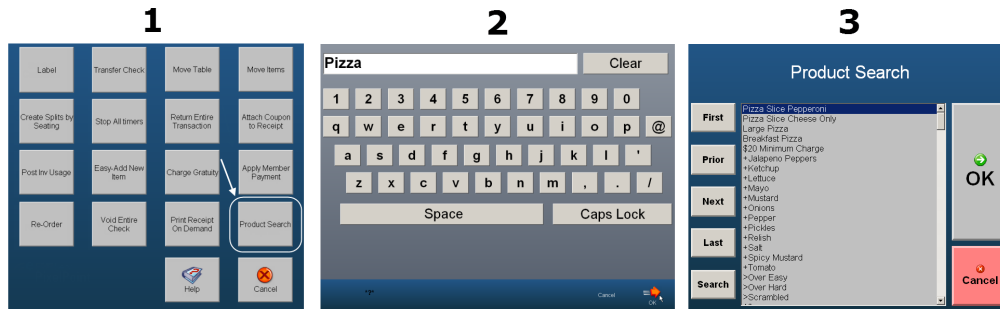 1
2
3
Label
Transfer Check
Move Table
Move Items
Create Splits by
Seating
Stop All timers
Return Entire
Transaction
Attach Coupon
to Receipt
Post Inv Usage
Easy-Add New
Item
Charge Gratuity
Apply Member
Payment
Re-Order
Void Entire
Check
Print Receipt
On Demand
Product Search
Help
Cancel
Pizza
Clear
1 2 3 4 5 6 7 8 9 0
q w e r t y u i o p @
a s d f g h j k l '
z x c v b n m , . /
Space
Caps Lock
Cancel
OK
Product Search
First
Prior
Next
Last
Search
Pizza Slice Pepperoni
Pizza Slice Cheese Only
Large Pizza
Breakfast Pizza
$20 Minimum Charge
+Jalapeno Peppers
+Ketchup
+Lettuce
+Mayo
+Mustard
+Onions
+Pepper
+Pickles
+Relish
+Salt
+Spicy Mustard
+Tomato
>Over Easy
>Over Hard
>Scrambled
OK
Cancel